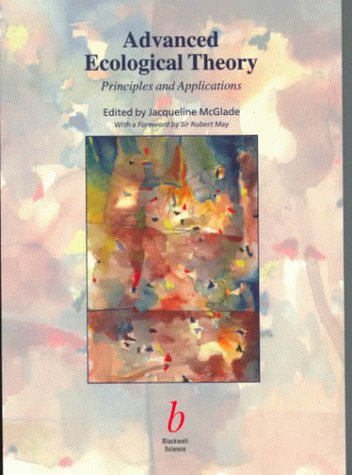 Advanced
Ecological Theory
Principles and Applications
Edited by Jacqueline McGlade
With a Foreword by Sir Robert May
b
Blackwell
Science